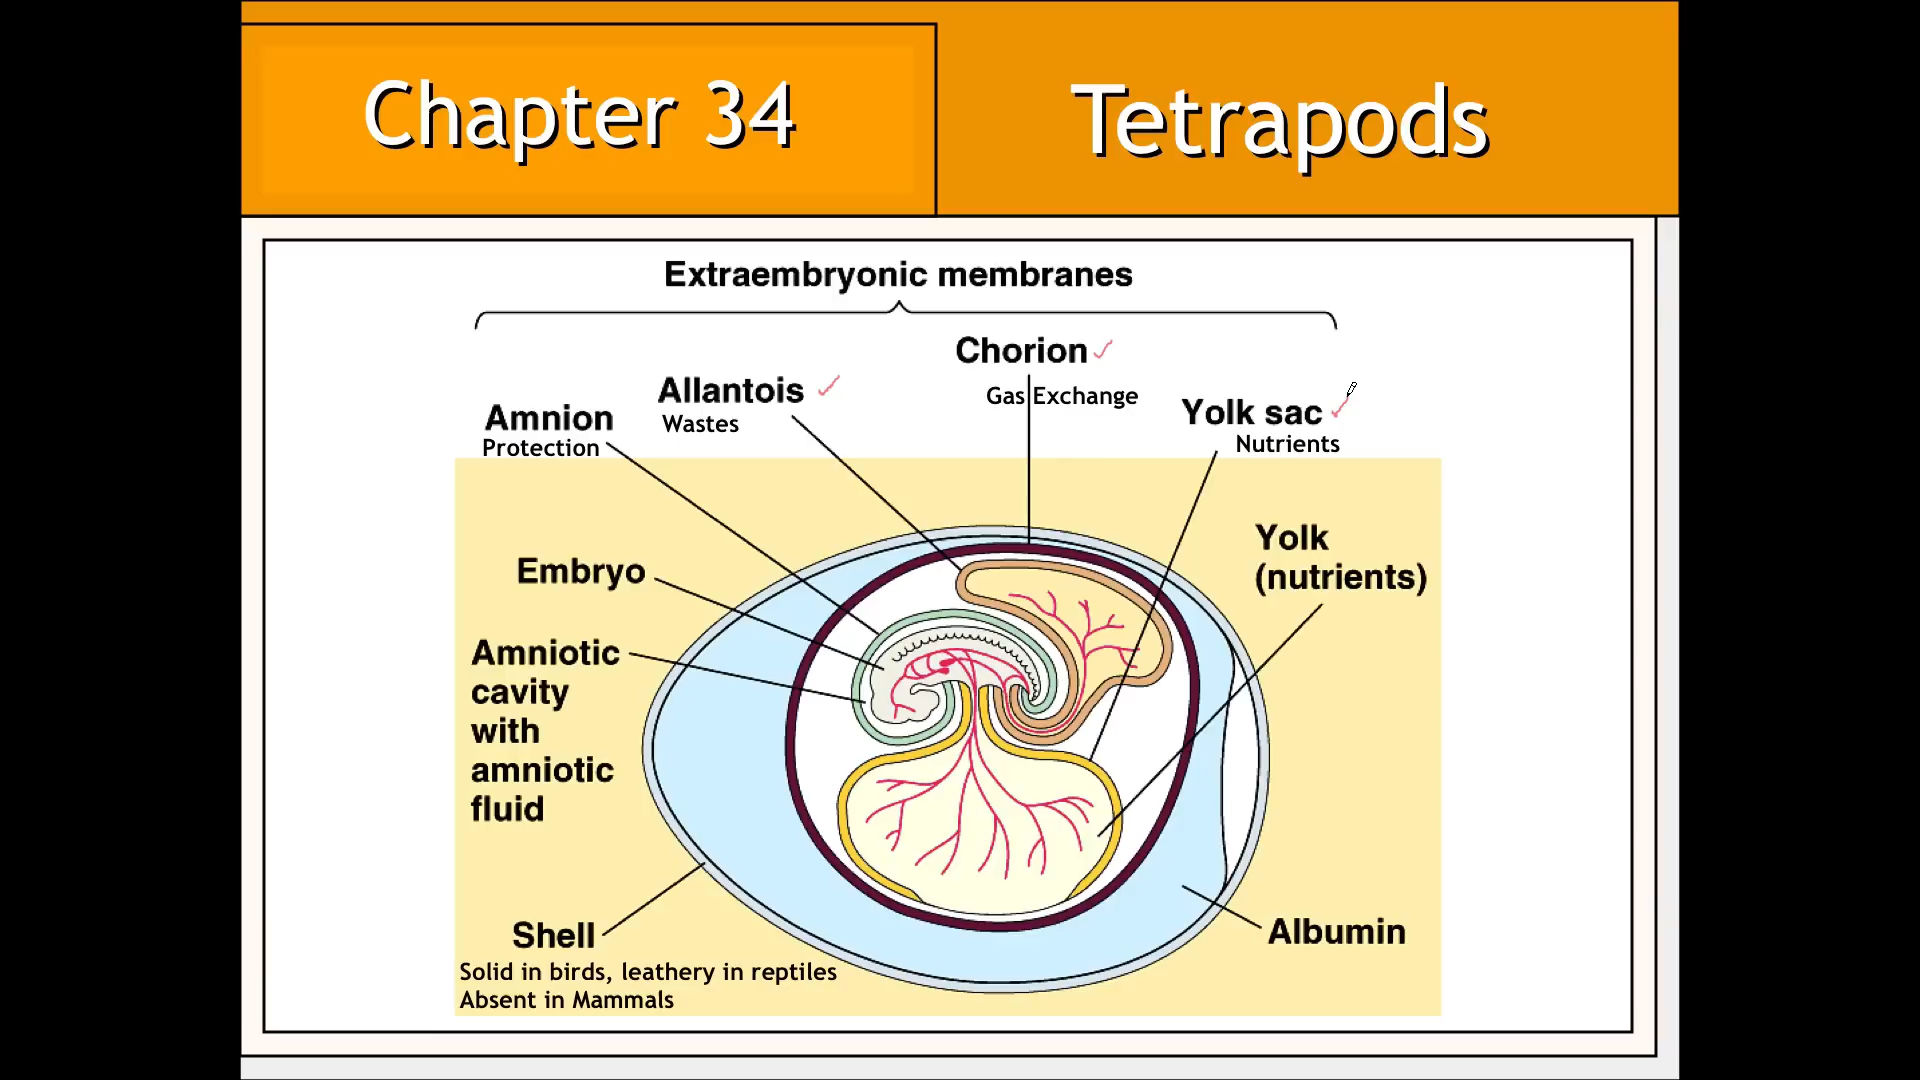 Chapter 34
Tetrapods
Extraembryonic membranes
Chorion
Gas Exchange
Allantois
Wastes
Amnion
Protection
Yolk sac
Nutrients
Yolk
(nutrients)
Embryo
Amniotic
cavity
with
amniotic
fluid
Shell
Solid in birds, leathery in reptiles
Absent in Mammals
Albumin